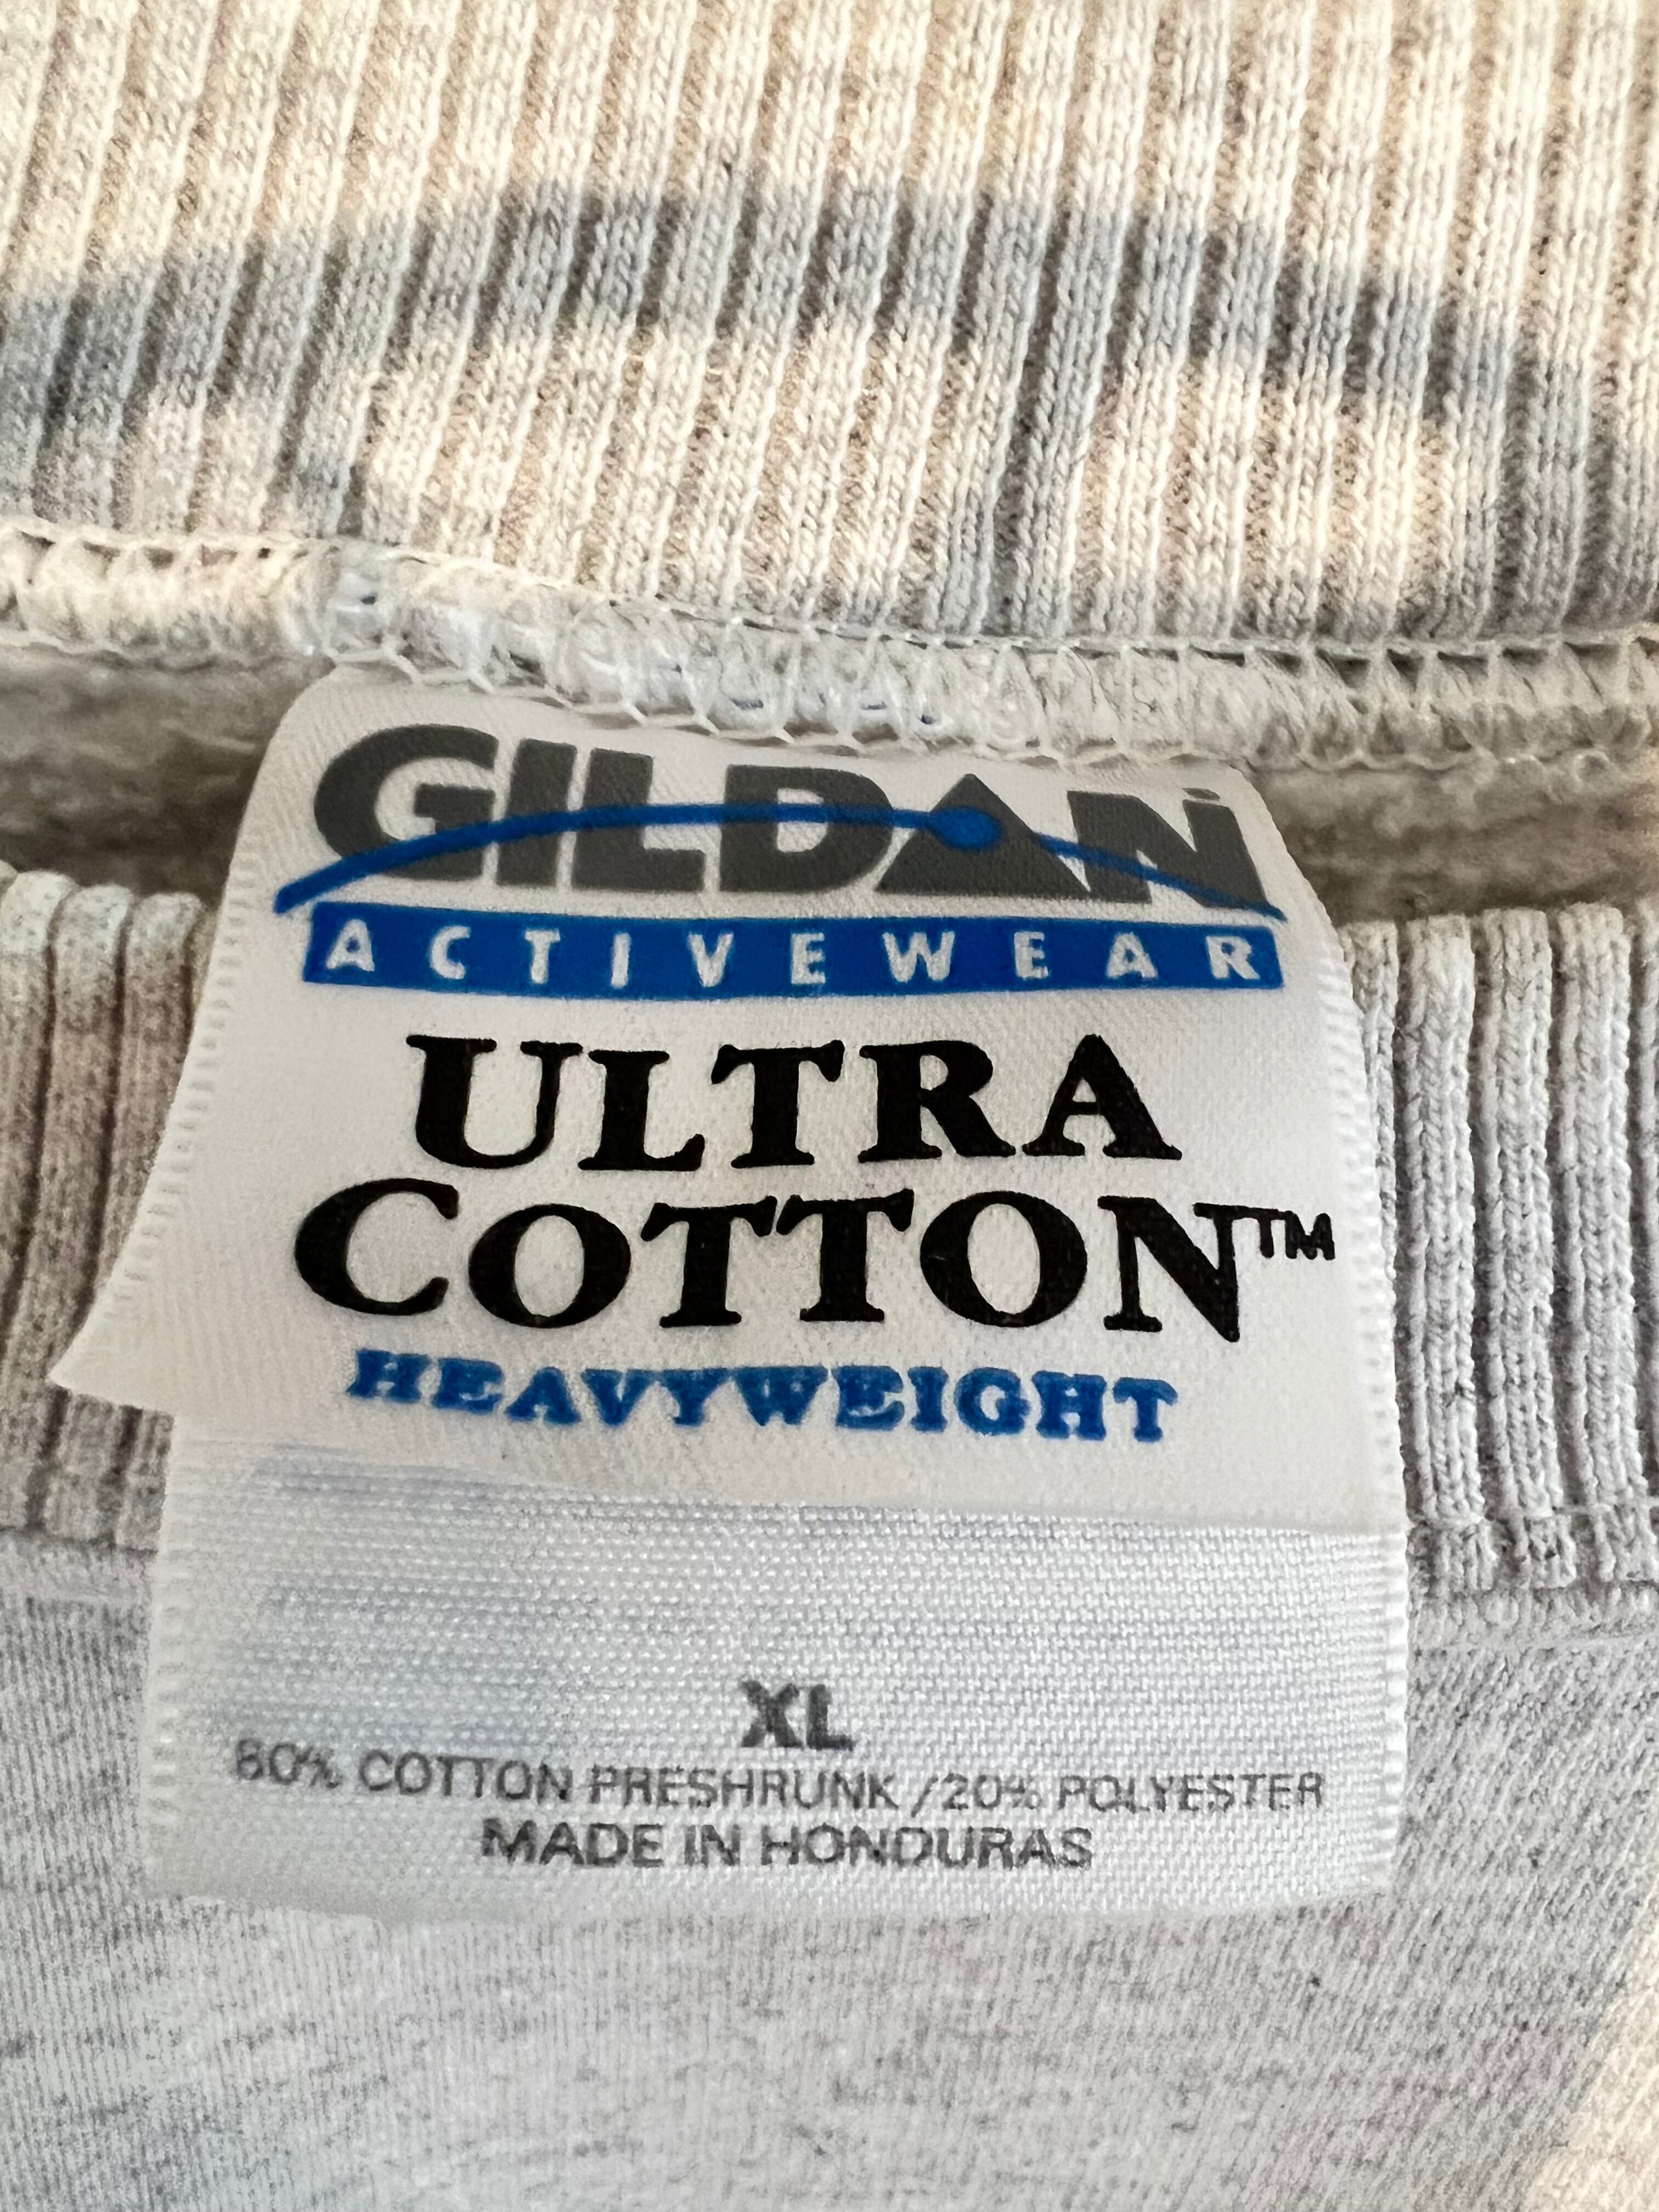 GILDAN
ACTIVEWEAR
ULTRA
COTTON™
HEAVYWEIGHT
XL
80% COTTON PRESHRUNK /20% POLYESTER
MADE IN HONDURAS